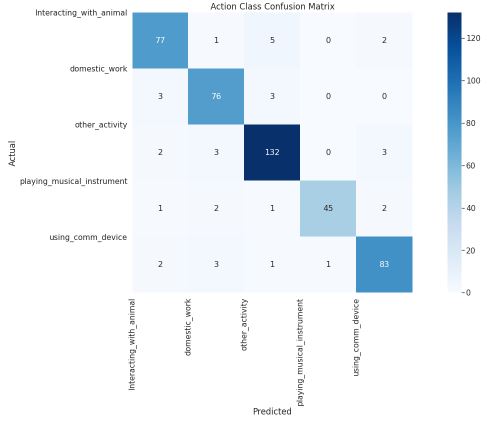 Action Class Confusion Matrix
Interacting_with_animal
77 1 5 0 2
domestic_work
3 76 3 0 0
other_activity
2 3 132 0 3
playing_musical_instrument
1 2 1 45 2
using_comm_device
2 3 1 1 83
Actual
Interacting_with_animal
domestic_work
other_activity
playing_musical_instrument
using_comm_device
Predicted
120
100
80
60
40
20
0